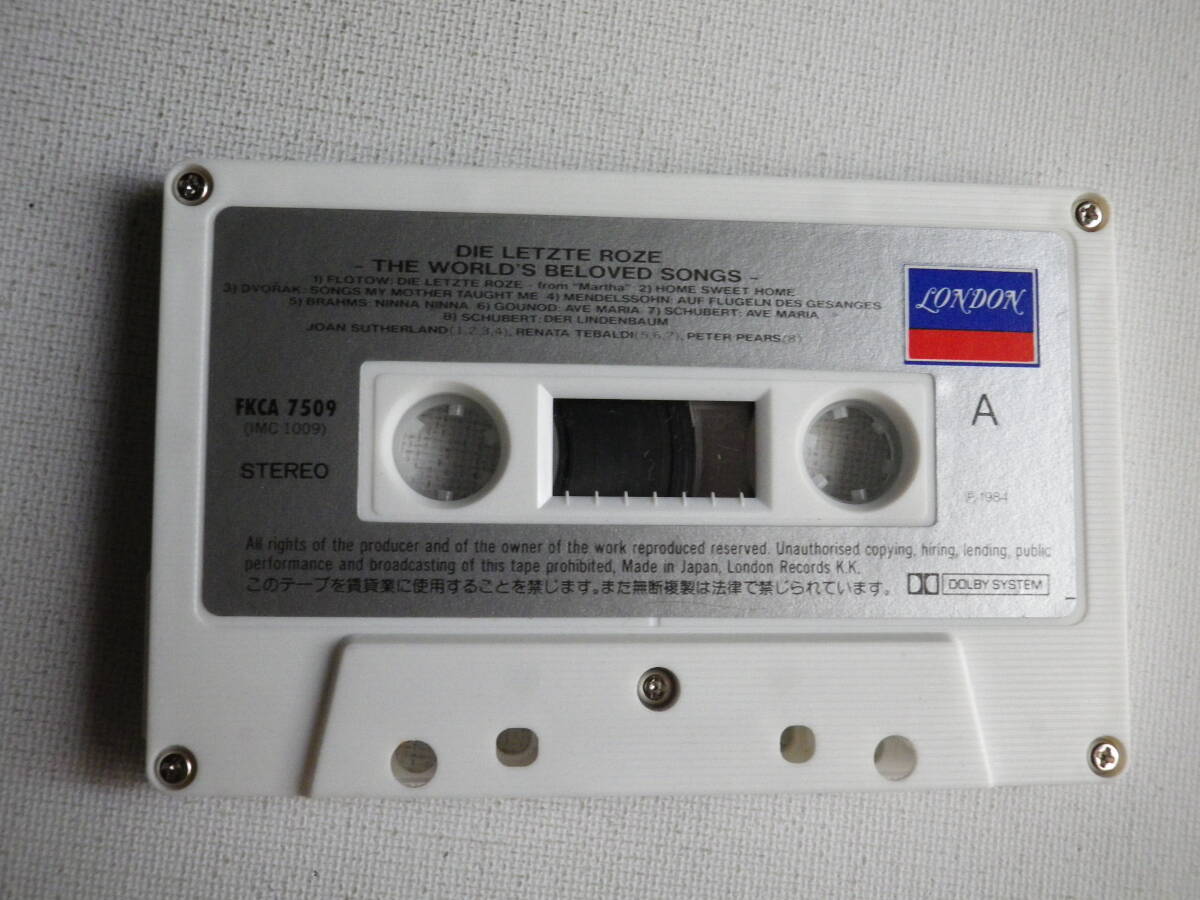 DIE LETZTE ROZE
- THE WORLD'S BELOVED SONGS -
1) FLOTOW: DIE LETZTE ROZE - from "Martha" 2) HOME SWEET HOME
3) DVOŘAK: SONGS MY MOTHER TAUGHT ME 4) MENDELSSOHN: AUF FLUGELN DES GESANGES
5) BRAHMS: NINNA NINNA 6) GOUNOD: AVE MARIA 7) SCHUBERT: AVE MARIA
8) SCHUBERT: DER LINDENBAUM
JOAN SUTHERLAND(1,2,3,4), RENATA TEBALDI(5,6,7), PETER PEARS(8)
LONDON
FKCA 7509
(IMC 1009)
STEREO
A
℗ 1984
All rights of the producer and of the owner of the work reproduced reserved. Unauthorised copying, hiring, lending, public
performance and broadcasting of this tape prohibited, Made in Japan, London Records K.K.
このテープを賃貸業に使用することを禁じます。また無断複製は法律で禁じられています。 DOLBY SYSTEM